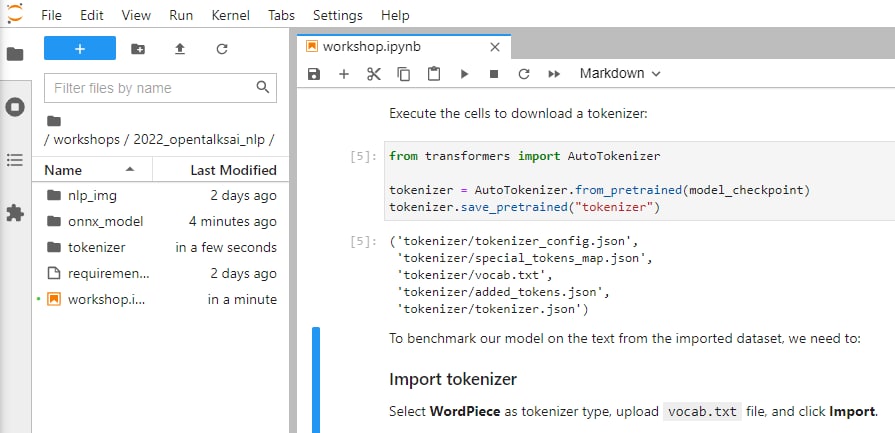 File Edit View Run Kernel Tabs Settings Help
Filter files by name
/ workshops / 2022_opentalksai_nlp /
Name Last Modified
nlp_img 2 days ago
onnx_model 4 minutes ago
tokenizer in a few seconds
requiremen... 2 days ago
workshop.i... in a minute
workshop.ipynb
Markdown
Execute the cells to download a tokenizer:
[5]: from transformers import AutoTokenizer
tokenizer = AutoTokenizer.from_pretrained(model_checkpoint)
tokenizer.save_pretrained("tokenizer")
[5]: ('tokenizer/tokenizer_config.json',
'tokenizer/special_tokens_map.json',
'tokenizer/vocab.txt',
'tokenizer/added_tokens.json',
'tokenizer/tokenizer.json')
To benchmark our model on the text from the imported dataset, we need to:
Import tokenizer
Select WordPiece as tokenizer type, upload vocab.txt file, and click Import.